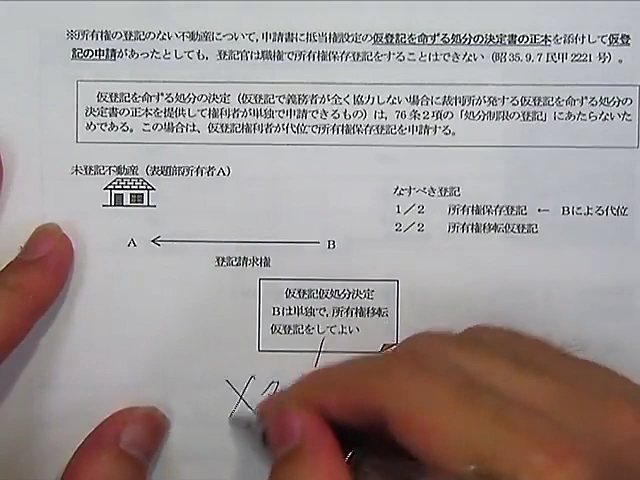 ※所有権の登記のない不動産について，申請書に抵当権設定の仮登記を命ずる処分の決定書の正本を添付して仮登
記の申請があったとしても，登記官は職権で所有権保存登記をすることはできない（昭35.9.7民甲2221号）。
仮登記を命ずる処分の決定（仮登記で義務者が全く協力しない場合に裁判所が発する仮登記を命ずる処分の
決定書の正本を提供して権利者が単独で申請できるもの）は，76条2項の「処分制限の登記」にあたらないた
めである。この場合は，仮登記権利者が代位で所有権保存登記を申請する。
未登記不動産（表題部所有者A）
なすべき登記
1／2　所有権保存登記　←　Bによる代位
2／2　所有権移転仮登記
A　B
登記請求権
仮登記仮処分決定
Bは単独で，所有権移転
仮登記をしてよい